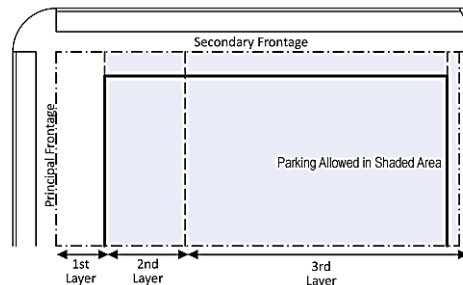 Secondary Frontage
Principal Frontage
Parking Allowed in Shaded Area
1st
Layer
2nd
Layer
3rd
Layer